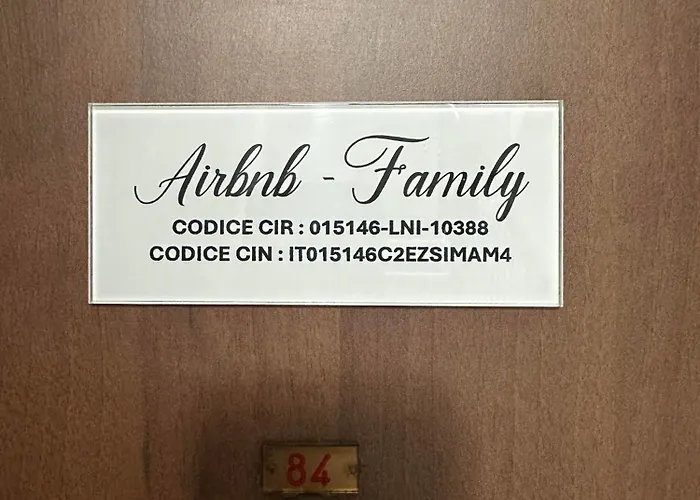 Airbnb - Family
CODICE CIR : 015146-LNI-10388
CODICE CIN : IT015146C2EZSIMAM4
84